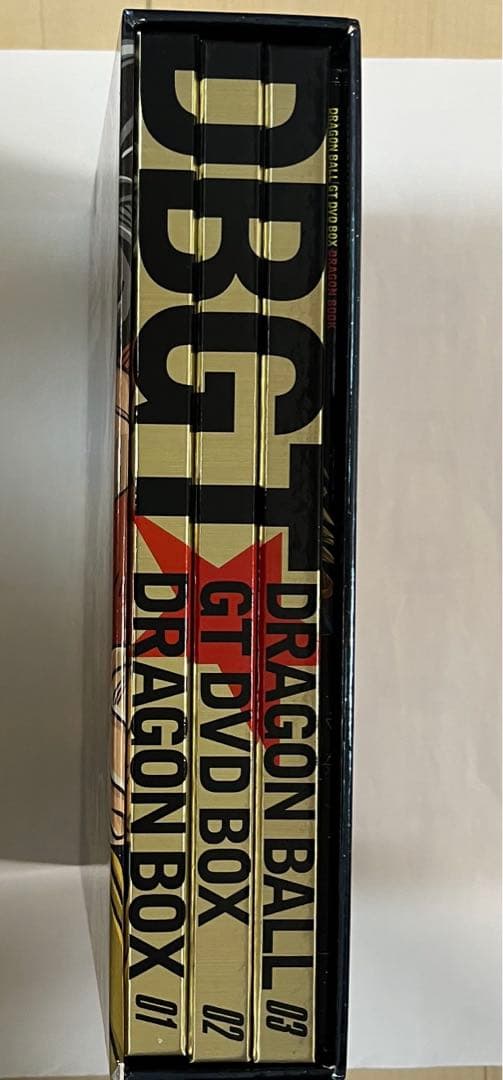 DRAGON BALL GT DVD BOX DRAGON BOOK
DBGT
DRAGON BALL 03
GT DVD BOX 02
DRAGON BOX 01